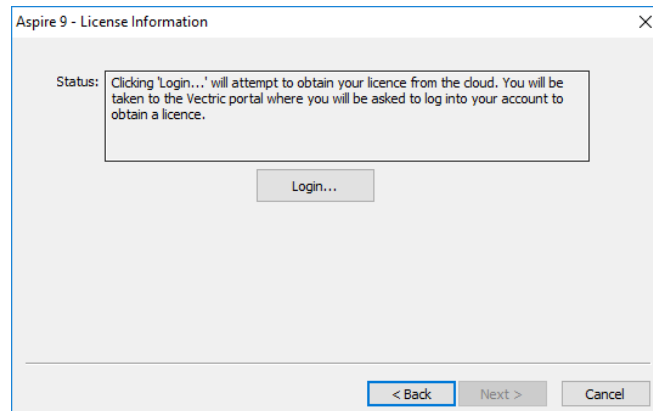 Aspire 9 - License Information
Status:
Clicking 'Login...' will attempt to obtain your licence from the cloud. You will be
taken to the Vectric portal where you will be asked to log into your account to
obtain a licence.
Login...
< Back
Next >
Cancel